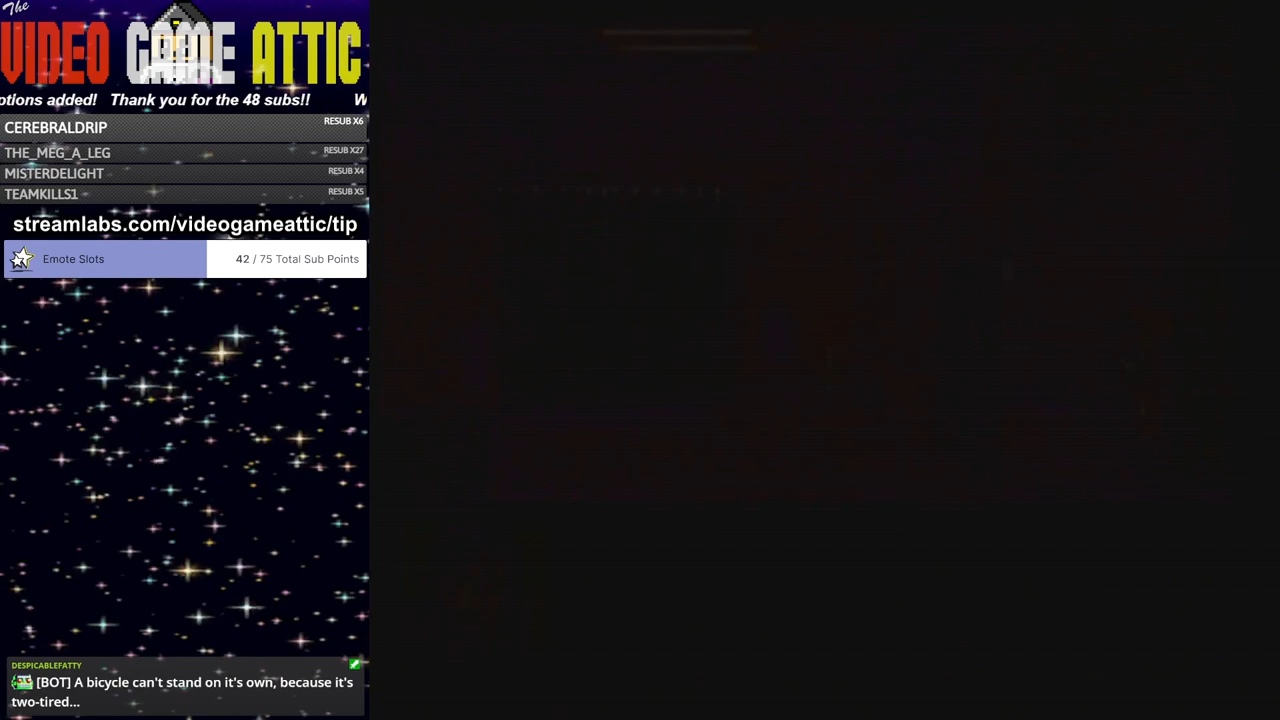 The
VIDEO GAME ATTIC
ptions added! Thank you for the 48 subs!! W
CEREBRALDRIP RESUB X6
THE_MEG_A_LEG RESUB X27
MISTERDELIGHT RESUB X4
TEAMKILLS1 RESUB X5
streamlabs.com/videogameattic/tip
Emote Slots 42 / 75 Total Sub Points
DESPICABLEFATTY
[BOT] A bicycle can't stand on it's own, because it's
two-tired...